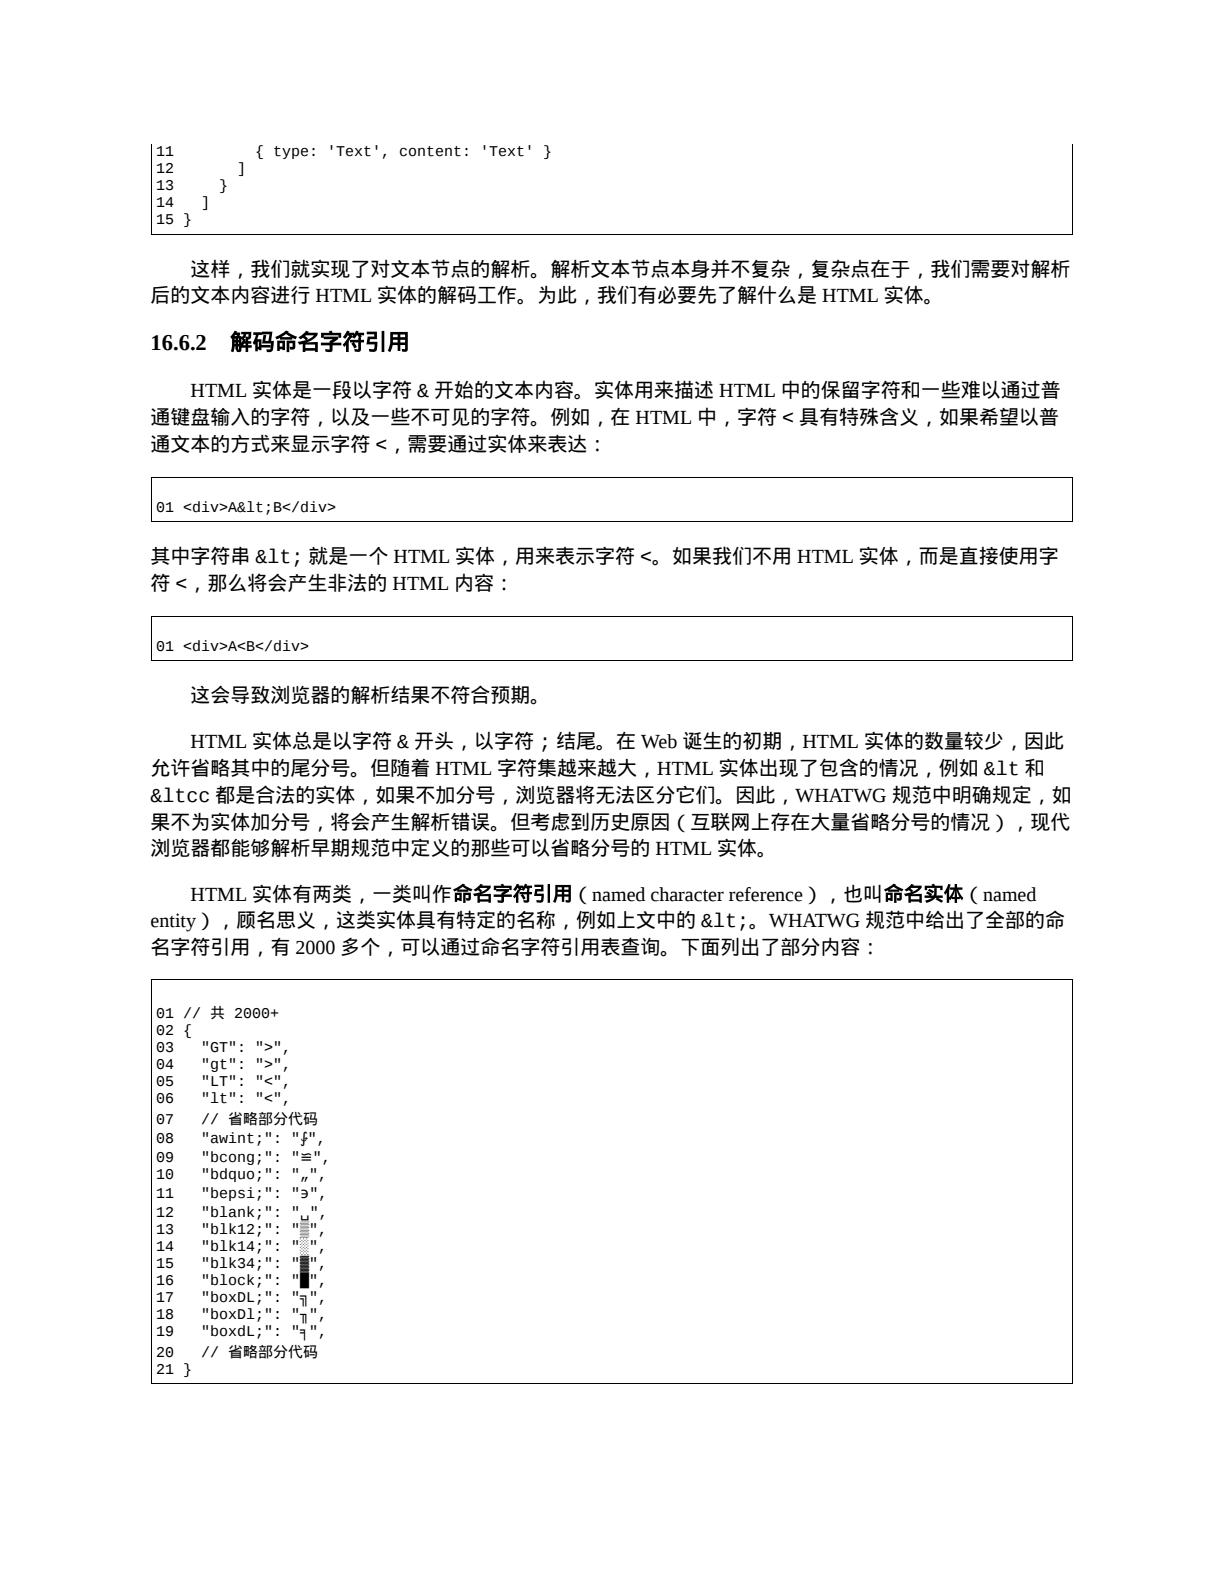 11         { type: 'Text', content: 'Text' }
12       ]
13     }
14   ]
15 }
这样，我们就实现了对文本节点的解析。解析文本节点本身并不复杂，复杂点在于，我们需要对解析
后的文本内容进行 HTML 实体的解码工作。为此，我们有必要先了解什么是 HTML 实体。
16.6.2 解码命名字符引用
HTML 实体是一段以字符 & 开始的文本内容。实体用来描述 HTML 中的保留字符和一些难以通过普
通键盘输入的字符，以及一些不可见的字符。例如，在 HTML 中，字符 < 具有特殊含义，如果希望以普
通文本的方式来显示字符 <，需要通过实体来表达：
01 <div>A&lt;B</div>
其中字符串 &lt; 就是一个 HTML 实体，用来表示字符 <。如果我们不用 HTML 实体，而是直接使用字
符 <，那么将会产生非法的 HTML 内容：
01 <div>A<B</div>
这会导致浏览器的解析结果不符合预期。
HTML 实体总是以字符 & 开头，以字符 ; 结尾。在 Web 诞生的初期，HTML 实体的数量较少，因此
允许省略其中的尾分号。但随着 HTML 字符集越来越大，HTML 实体出现了包含的情况，例如 &lt 和
&ltcc 都是合法的实体，如果不加分号，浏览器将无法区分它们。因此，WHATWG 规范中明确规定，如
果不为实体加分号，将会产生解析错误。但考虑到历史原因（互联网上存在大量省略分号的情况），现代
浏览器都能够解析早期规范中定义的那些可以省略分号的 HTML 实体。
HTML 实体有两类，一类叫作命名字符引用（named character reference），也叫命名实体（named
entity），顾名思义，这类实体具有特定的名称，例如上文中的 &lt;。WHATWG 规范中给出了全部的命
名字符引用，有 2000 多个，可以通过命名字符引用表查询。下面列出了部分内容：
01 // 共 2000+
02 {
03   "GT": ">",
04   "gt": ">",
05   "LT": "<",
06   "lt": "<",
07   // 省略部分代码
08   "awint;": "⨑",
09   "bcong;": "≌",
10   "bdquo;": "„",
11   "bepsi;": "϶",
12   "blank;": "␣",
13   "blk12;": "▒",
14   "blk14;": "░",
15   "blk34;": "▓",
16   "block;": "█",
17   "boxDL;": "╗",
18   "boxDl;": "╖",
19   "boxdL;": "╕",
20   // 省略部分代码
21 }